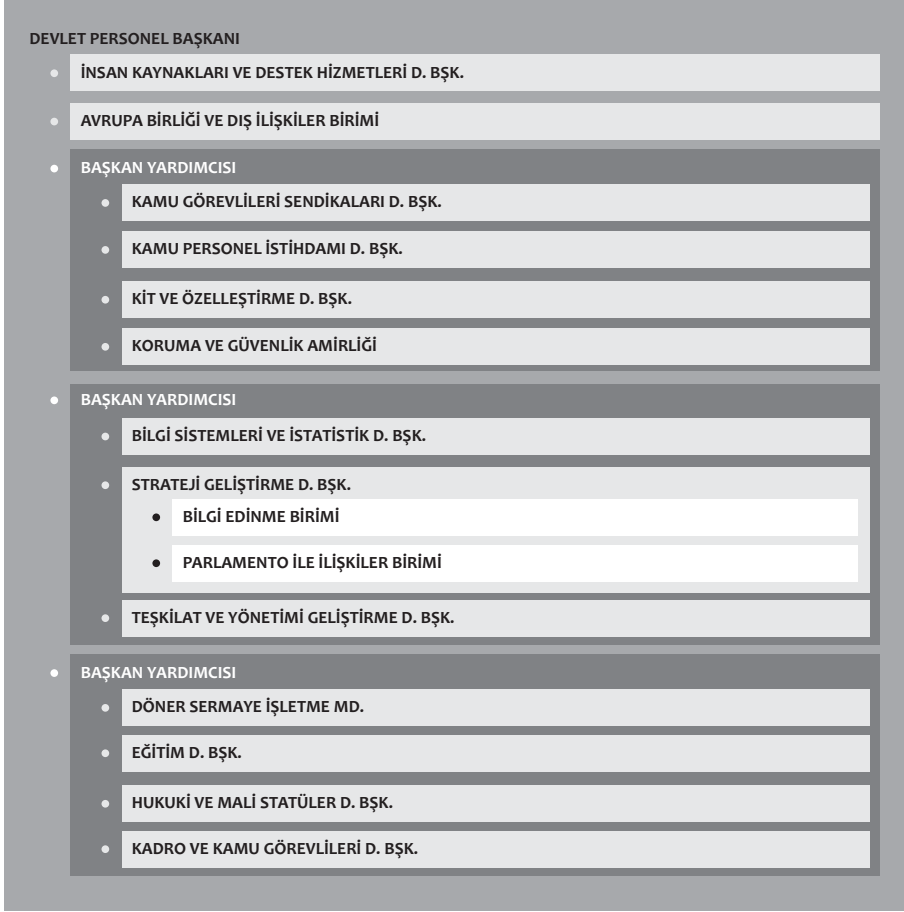 DEVLET PERSONEL BAŞKANI
İNSAN KAYNAKLARI VE DESTEK HİZMETLERİ D. BŞK.
AVRUPA BİRLİĞİ VE DIŞ İLİŞKİLER BİRİMİ
BAŞKAN YARDIMCISI
KAMU GÖREVLİLERİ SENDİKALARI D. BŞK.
KAMU PERSONEL İSTİHDAMI D. BŞK.
KİT VE ÖZELLEŞTİRME D. BŞK.
KORUMA VE GÜVENLİK AMİRLİĞİ
BAŞKAN YARDIMCISI
BİLGİ SİSTEMLERİ VE İSTATİSTİK D. BŞK.
STRATEJİ GELİŞTİRME D. BŞK.
BİLGİ EDİNME BİRİMİ
PARLAMENTO İLE İLİŞKİLER BİRİMİ
TEŞKİLAT VE YÖNETİMİ GELİŞTİRME D. BŞK.
BAŞKAN YARDIMCISI
DÖNER SERMAYE İŞLETME MD.
EĞİTİM D. BŞK.
HUKUKİ VE MALİ STATÜLER D. BŞK.
KADRO VE KAMU GÖREVLİLERİ D. BŞK.